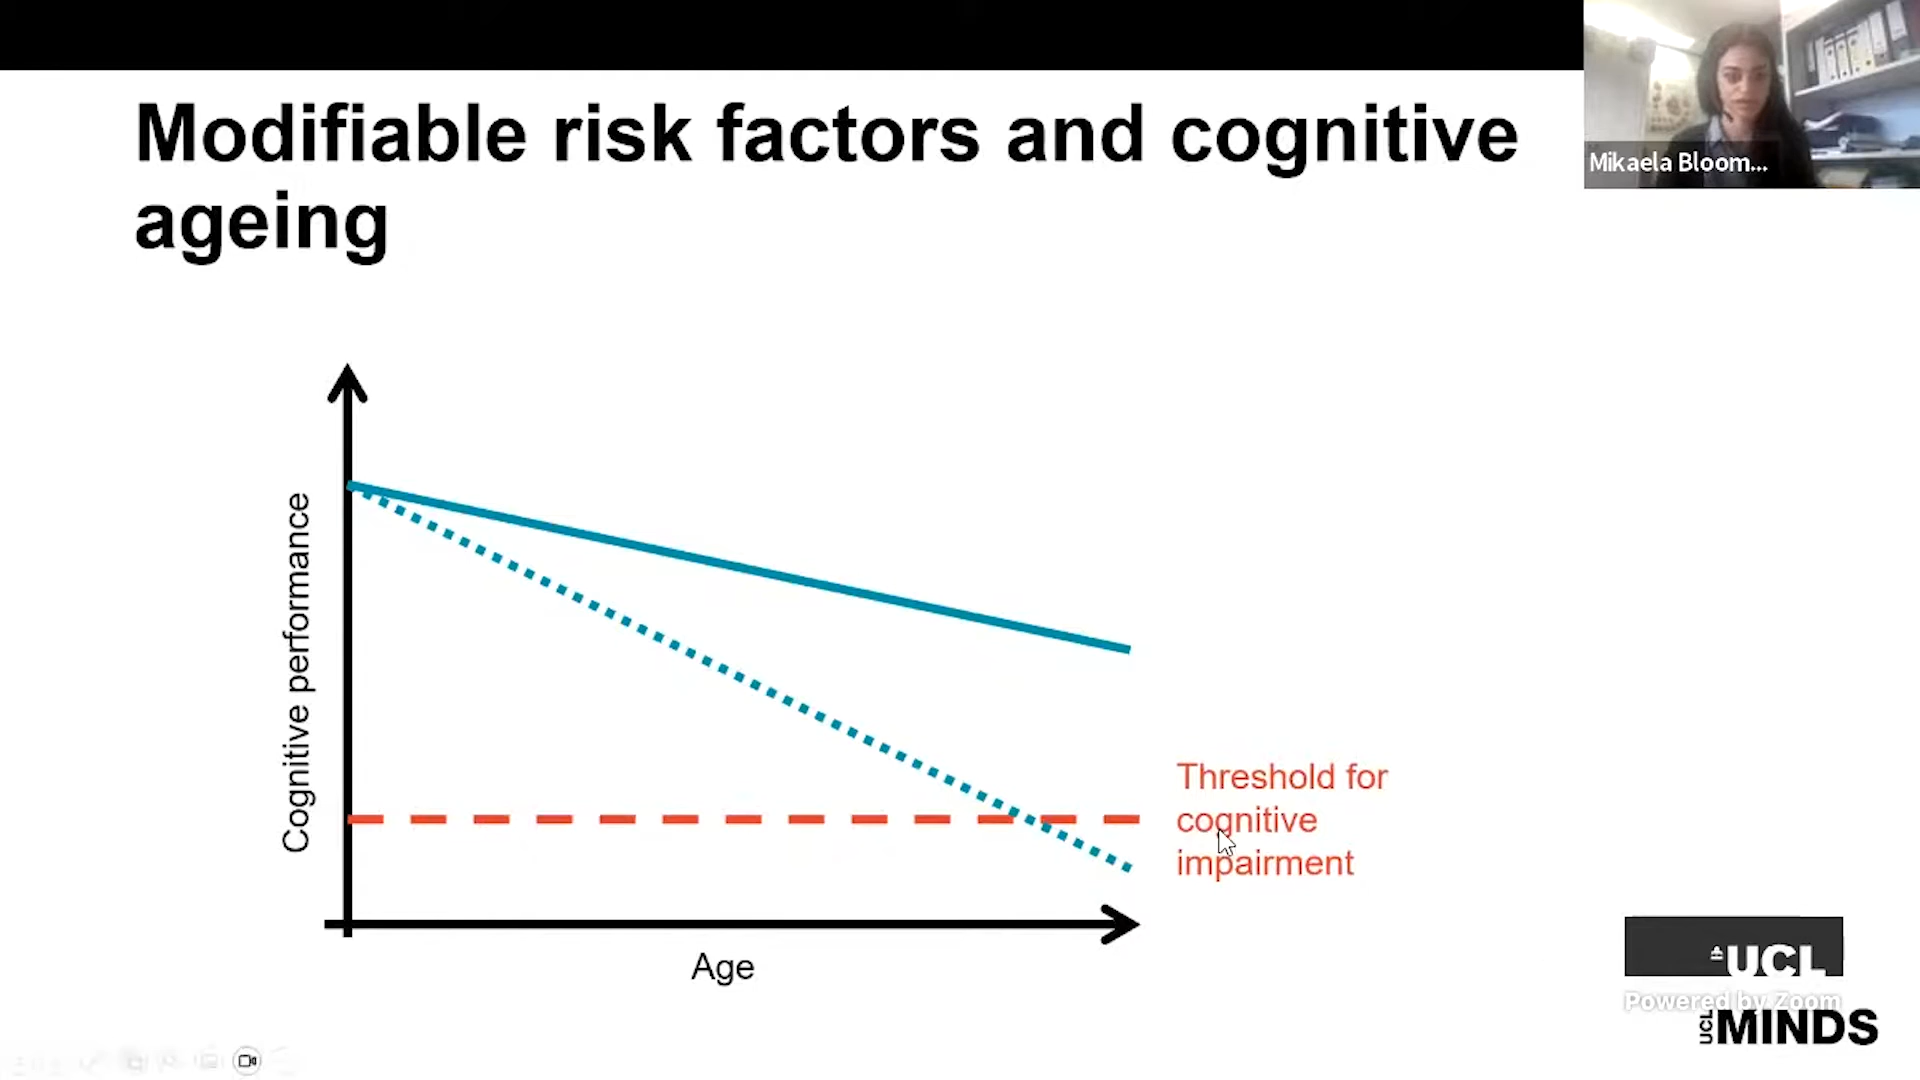 Modifiable risk factors and cognitive
ageing
Mikaela Bloom...
Cognitive performance
Threshold for
cognitive
impairment
Age
UCL
Powered by Zoom
UCL MINDS